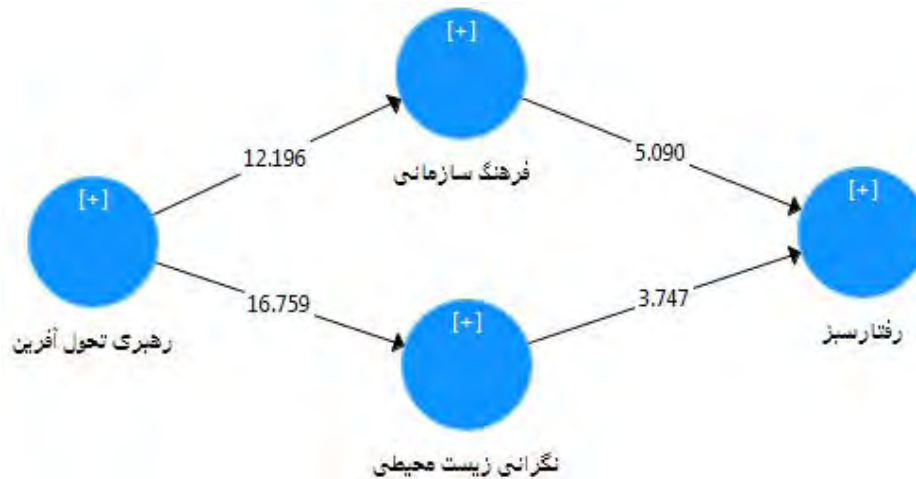 [+]
فرهنگ سازمانی
12.196
5.090
[+]
رهبری تحول آفرین
[+]
رفتارسبز
16.759
3.747
[+]
نگرانی زیست محیطی